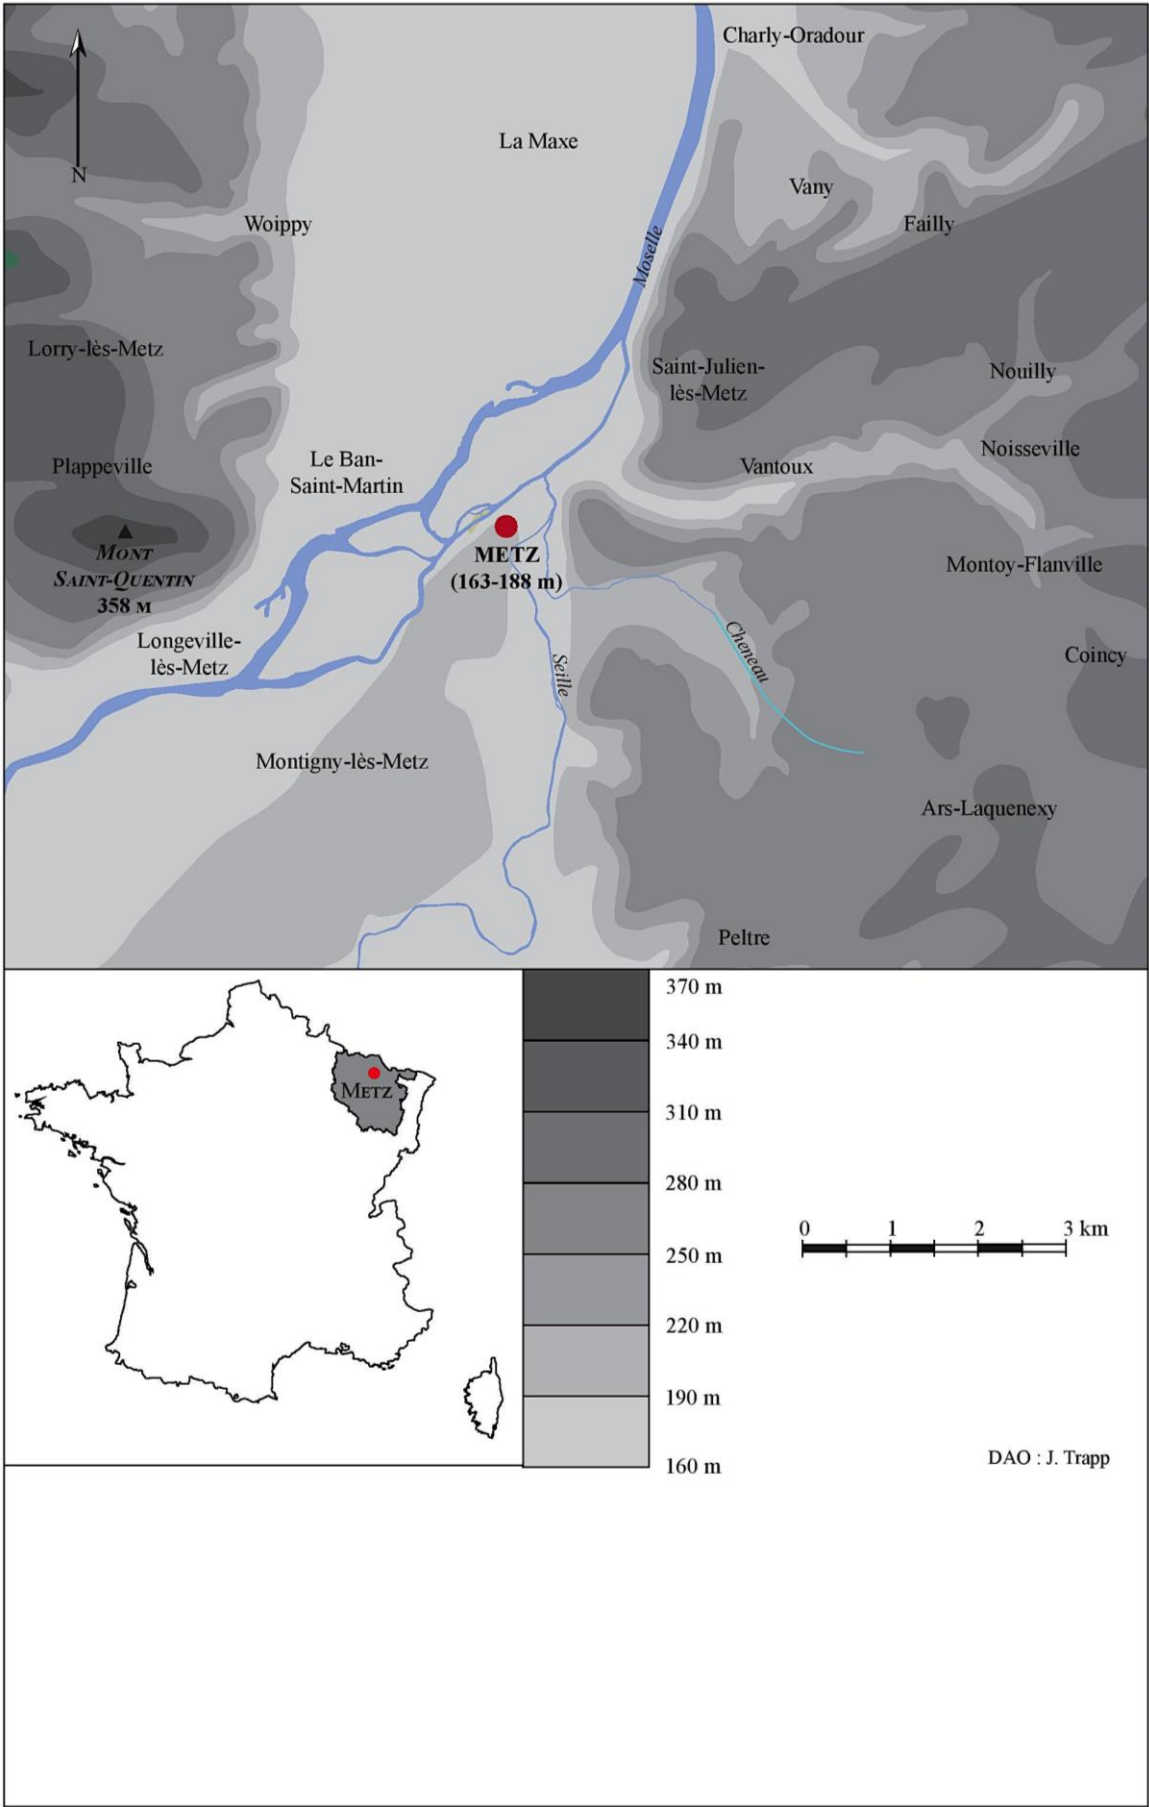 Charly-Oradour
La Maxe
N
Vany
Woippy
Failly
Moselle
Lorry-lès-Metz
Saint-Julien-
lès-Metz
Nouilly
Le Ban-
Saint-Martin
Plappeville
Vantoux
Noisseville
METZ
(163-188 m)
MONT
SAINT-QUENTIN
358 M
Montoy-Flanville
Longeville-
lès-Metz
Seille
Cheneau
Coincy
Montigny-lès-Metz
Ars-Laquenexy
Peltre
METZ
370 m
340 m
310 m
280 m
250 m
220 m
190 m
160 m
0 1 2 3 km
DAO : J. Trapp